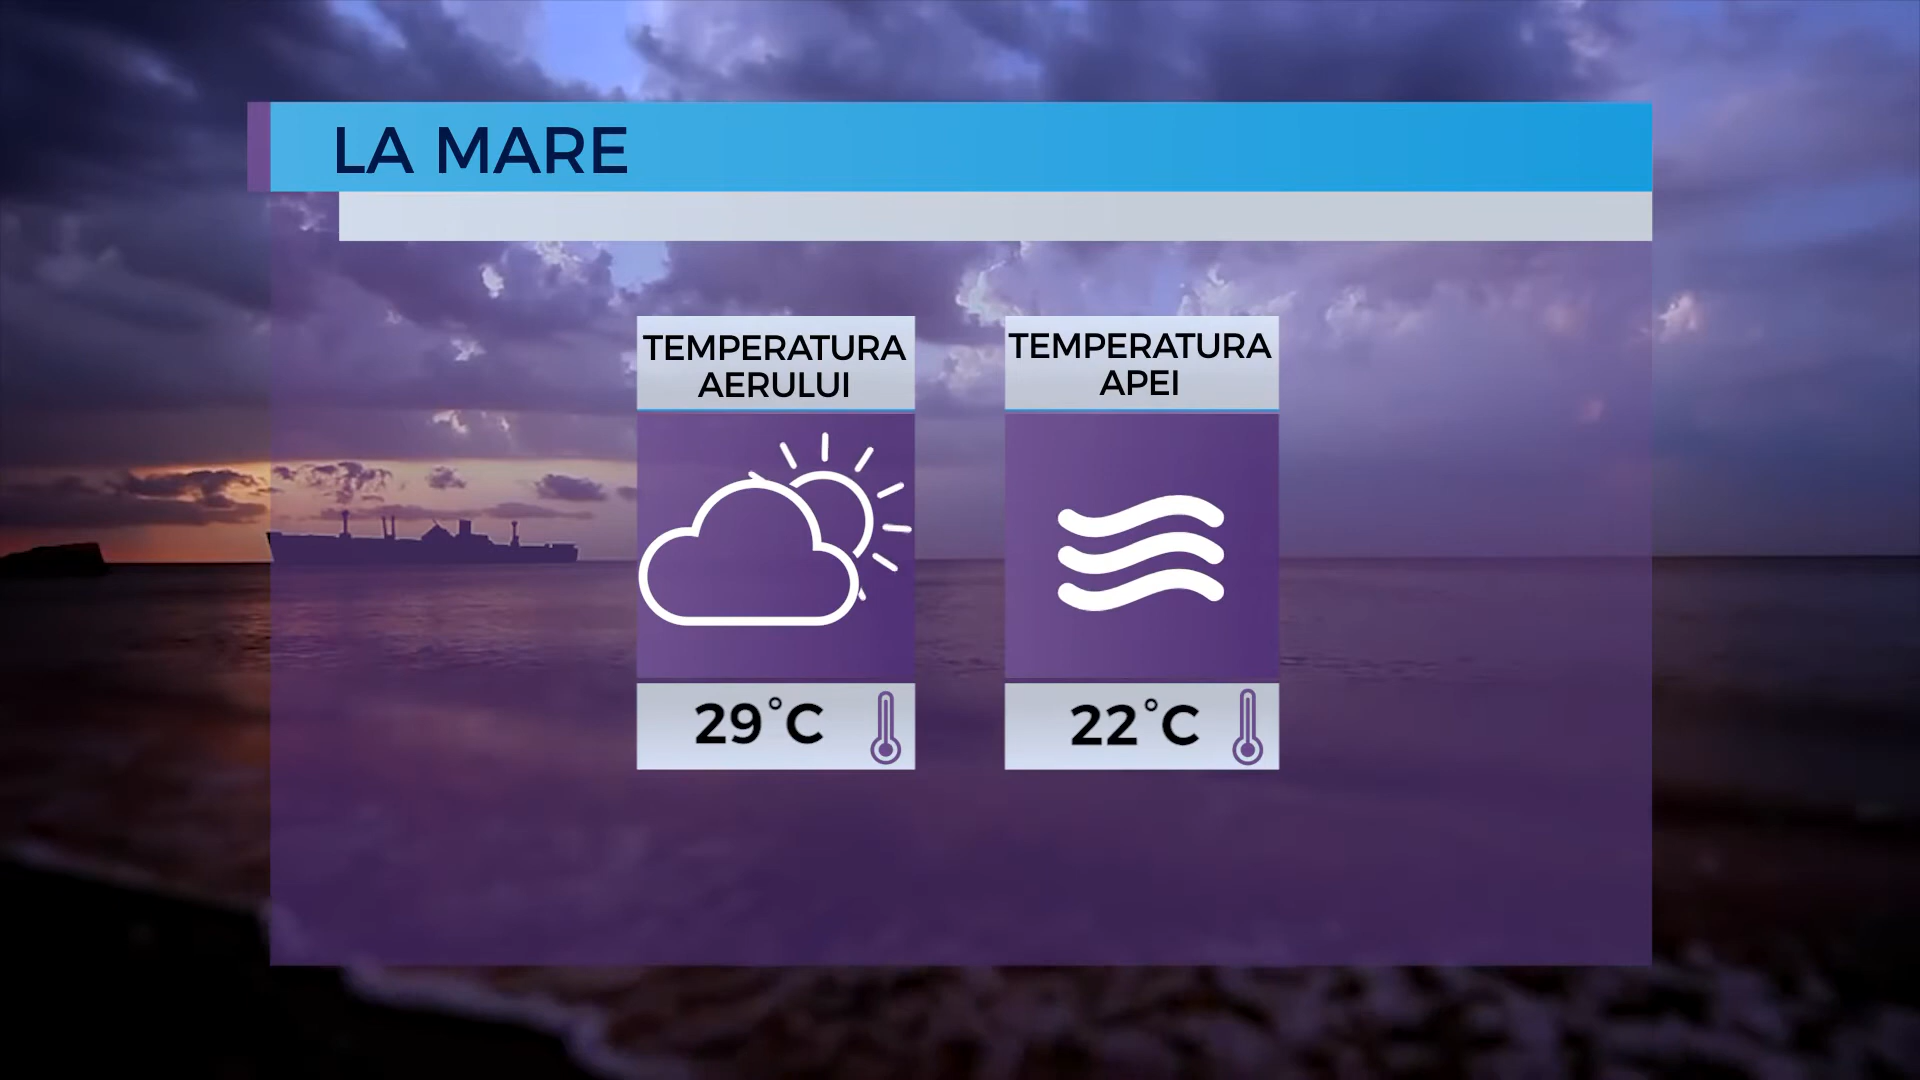 LA MARE
TEMPERATURA
AERULUI
TEMPERATURA
APEI
29°C
22°C